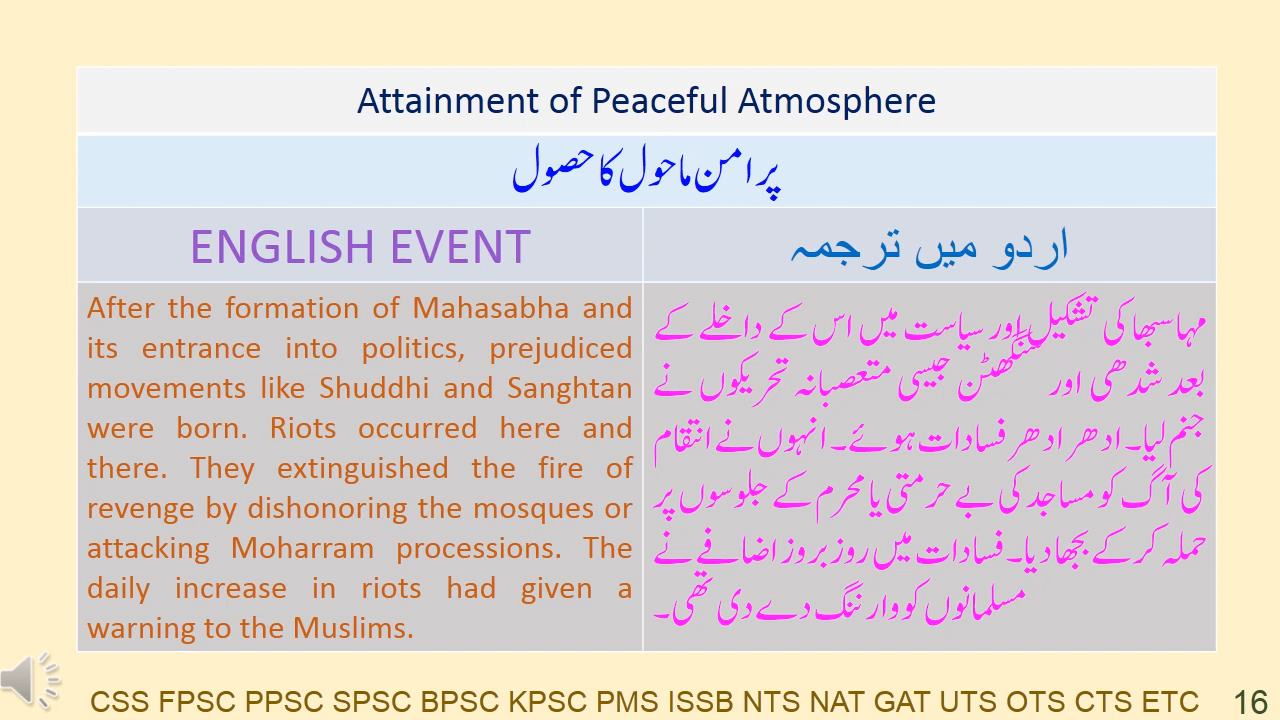 Attainment of Peaceful Atmosphere
پر امن ماحول کا حصول
ENGLISH EVENT
اردو میں ترجمہ
After the formation of Mahasabha and
its entrance into politics, prejudiced
movements like Shuddhi and Sanghtan
were born. Riots occurred here and
there. They extinguished the fire of
revenge by dishonoring the mosques or
attacking Moharram processions. The
daily increase in riots had given a
warning to the Muslims.
مہاسبھا کی تشکیل اور سیاست میں اس کے داخلے کے
بعد شدھی اور سنگھٹن جیسی متعصبانہ تحریکوں نے
جنم لیا۔ ادھر ادھر فسادات ہوئے۔ انہوں نے انتقام
کی آگ کو مساجد کی بے حرمتی یا محرم کے جلوسوں پر
حملہ کر کے بجھا دیا۔ فسادات میں روز بروز اضافے نے
مسلمانوں کو وارننگ دے دی تھی۔
CSS FPSC PPSC SPSC BPSC KPSC PMS ISSB NTS NAT GAT UTS OTS CTS ETC
16